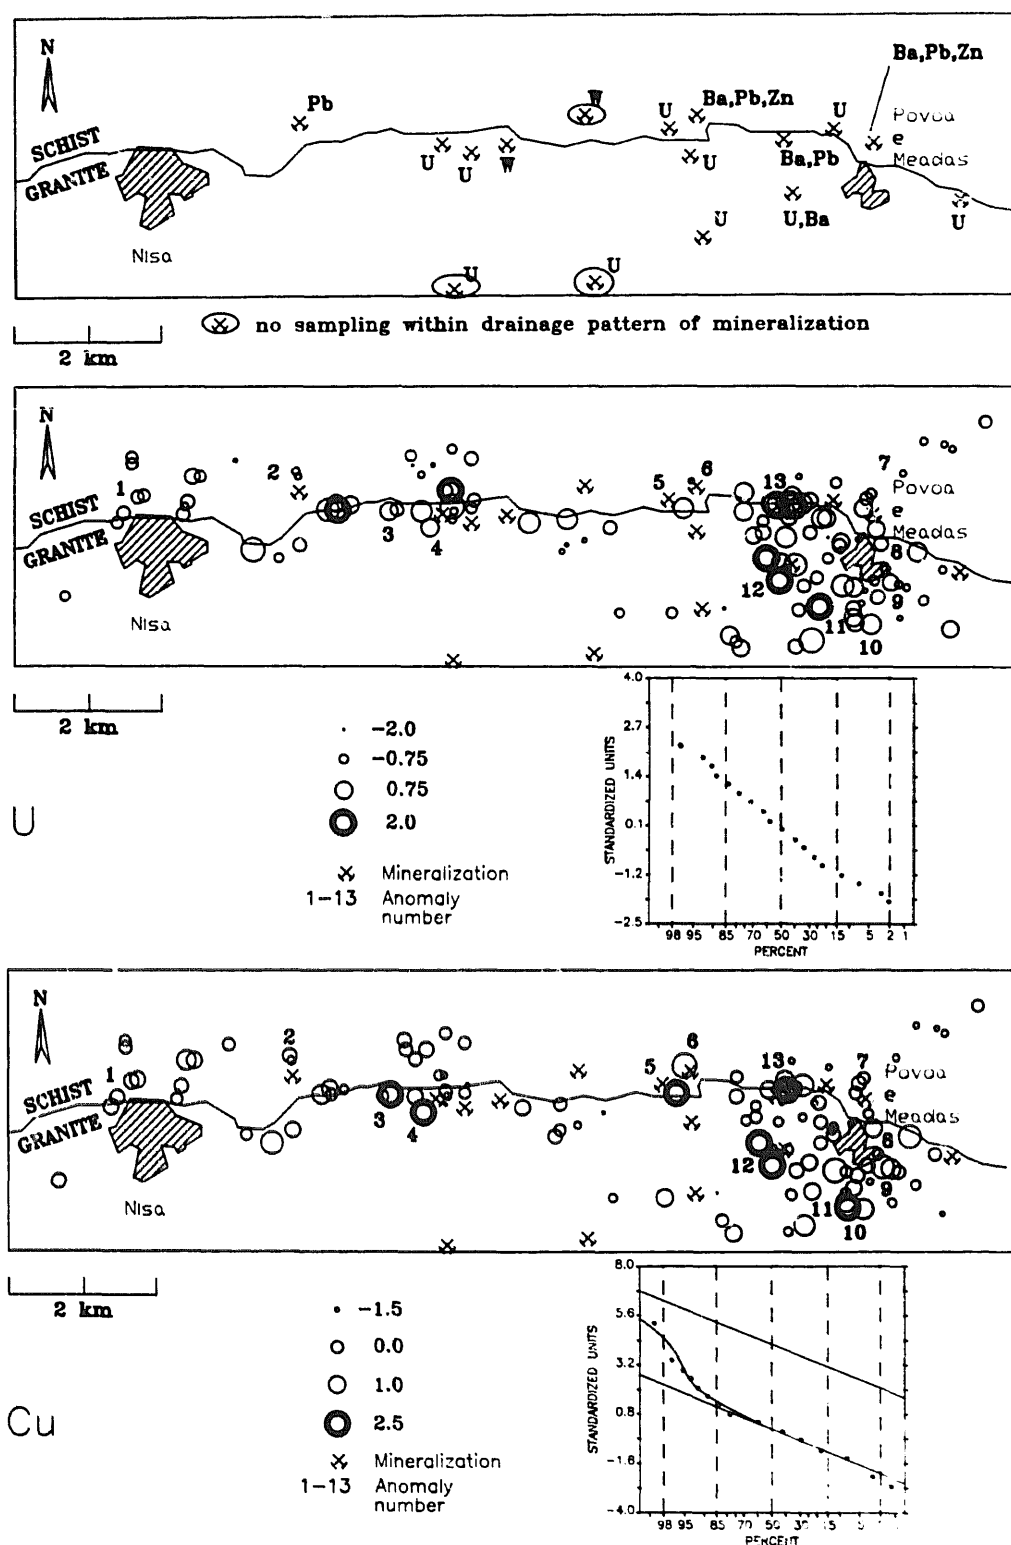 N
Ba,Pb,Zn
Pb
W
U
Ba,Pb,Zn
U
Povoa
e
Meadas
SCHIST
GRANITE
U
U
W
U
Ba,Pb
Nisa
U
U,Ba
U
U
U
no sampling within drainage pattern of mineralization
2 km
N
1
2
3
4
5
6
13
7
Povoa
e
Meadas
SCHIST
GRANITE
8
9
12
11
10
Nisa
2 km
U
-2.0
-0.75
0.75
2.0
Mineralization
1-13 Anomaly
number
STANDARDIZED UNITS
4.0
2.7
1.4
0.1
-1.2
-2.5
98 95 85 70 50 30 15 5 2 1
PERCENT
N
1
2
3
4
5
6
13
7
Povoa
e
Meadas
SCHIST
GRANITE
8
9
12
11
10
Nisa
2 km
Cu
-1.5
0.0
1.0
2.5
Mineralization
1-13 Anomaly
number
STANDARDIZED UNITS
8.0
5.6
3.2
0.8
-1.6
-4.0
98 95 85 70 50 30 15
PERCENT